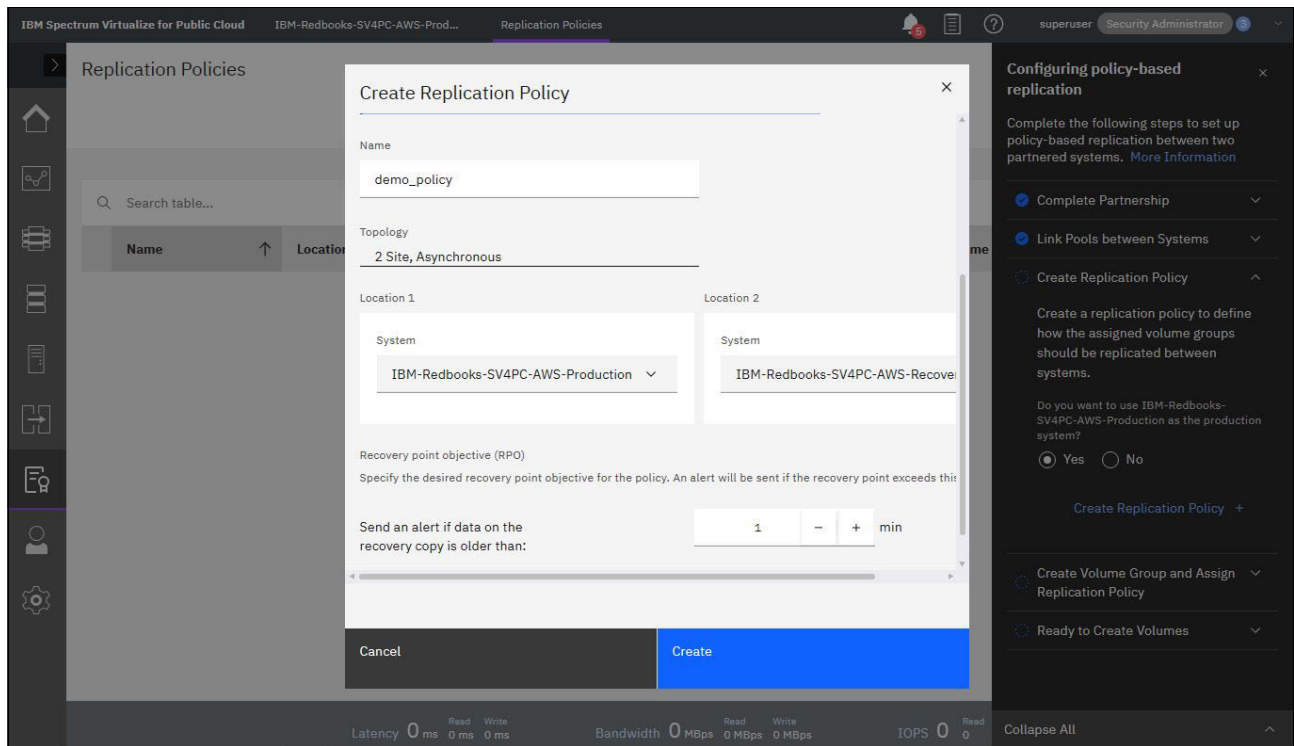 IBM Spectrum Virtualize for Public Cloud
IBM-Redbooks-SV4PC-AWS-Prod...
Replication Policies
5
superuser
Security Administrator
3
Replication Policies
Search table...
Name
Location
me
Create Replication Policy
Name
demo_policy
Topology
2 Site, Asynchronous
Location 1
Location 2
System
IBM-Redbooks-SV4PC-AWS-Production
System
IBM-Redbooks-SV4PC-AWS-Recove
Recovery point objective (RPO)
Specify the desired recovery point objective for the policy. An alert will be sent if the recovery point exceeds this
Send an alert if data on the
recovery copy is older than:
1 − + min
Cancel
Create
Configuring policy-based
replication
Complete the following steps to set up
policy-based replication between two
partnered systems. More Information
Complete Partnership
Link Pools between Systems
Create Replication Policy
Create a replication policy to define
how the assigned volume groups
should be replicated between
systems.
Do you want to use IBM-Redbooks-
SV4PC-AWS-Production as the production
system?
Yes
No
Create Replication Policy +
Create Volume Group and Assign
Replication Policy
Ready to Create Volumes
Collapse All
Latency 0 ms
Read
0 ms
Write
0 ms
Bandwidth 0 MBps
Read
0 MBps
Write
0 MBps
IOPS 0
Read
0